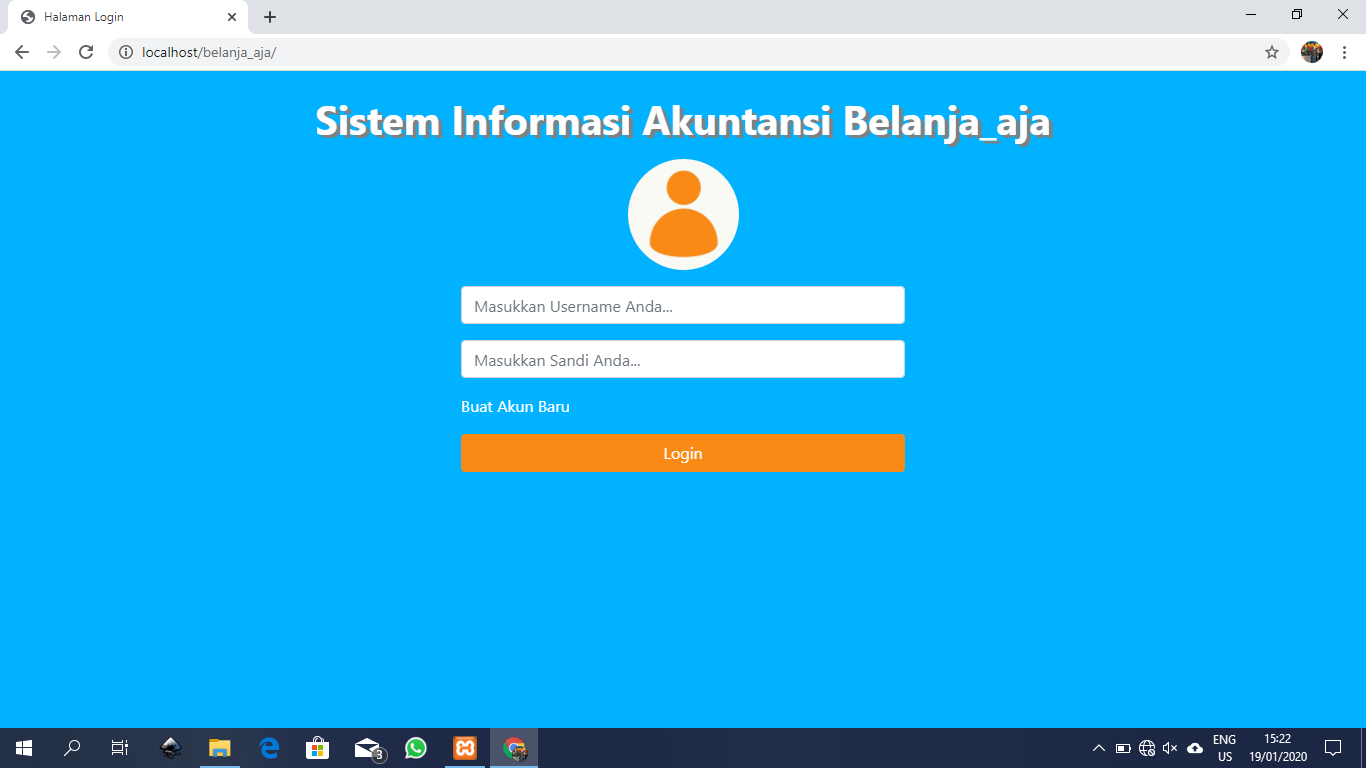 Halaman Login
localhost/belanja_aja/
Sistem Informasi Akuntansi Belanja_aja
Masukkan Username Anda...
Masukkan Sandi Anda...
Buat Akun Baru
Login
3
ENG
US
15:22
19/01/2020